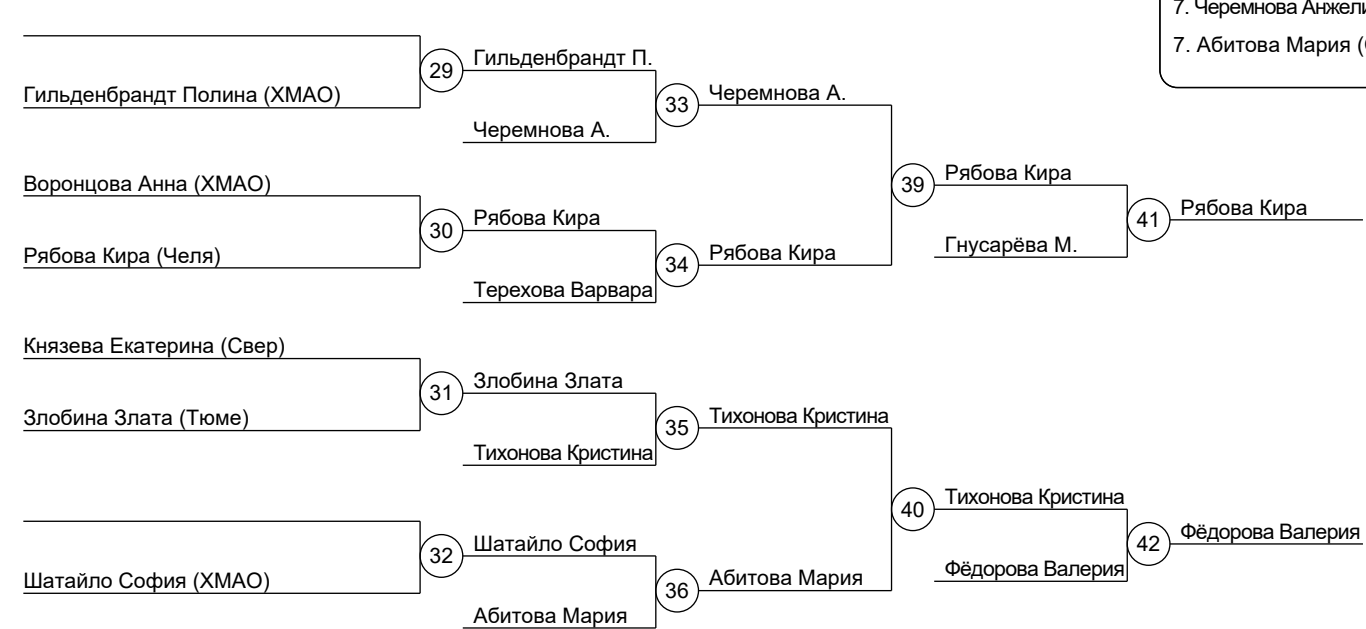 7. Черемнова
7. Абитова Мария
29
Гильденбрандт П.
Гильденбрандт Полина (ХМАО)
33
Черемнова А.
Черемнова А.
Воронцова Анна (ХМАО)
39
Рябова Кира
30
Рябова Кира
41
Рябова Кира
Рябова Кира (Челя)
34
Рябова Кира
Гнусарёва М.
Терехова Варвара
Князева Екатерина (Свер)
31
Злобина Злата
Злобина Злата (Тюме)
35
Тихонова Кристина
Тихонова Кристина
40
Тихонова Кристина
32
Шатайло София
42
Фёдорова Валерия
Шатайло София (ХМАО)
36
Абитова Мария
Фёдорова Валерия
Абитова Мария